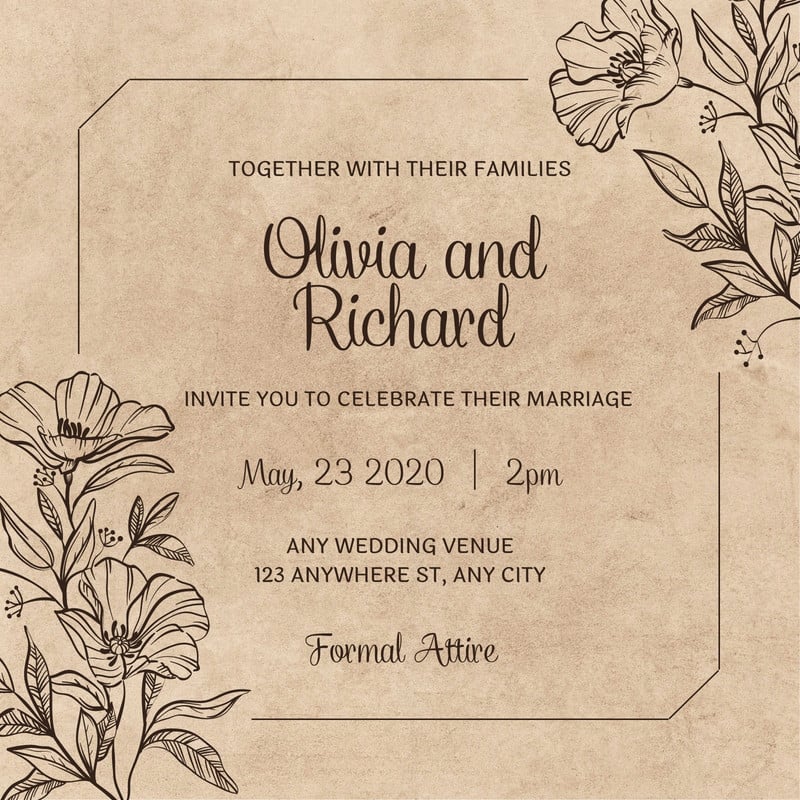 TOGETHER WITH THEIR FAMILIES
Olivia and
Richard
INVITE YOU TO CELEBRATE THEIR MARRIAGE
May, 23 2020 | 2pm
ANY WEDDING VENUE
123 ANYWHERE ST, ANY CITY
Formal Attire